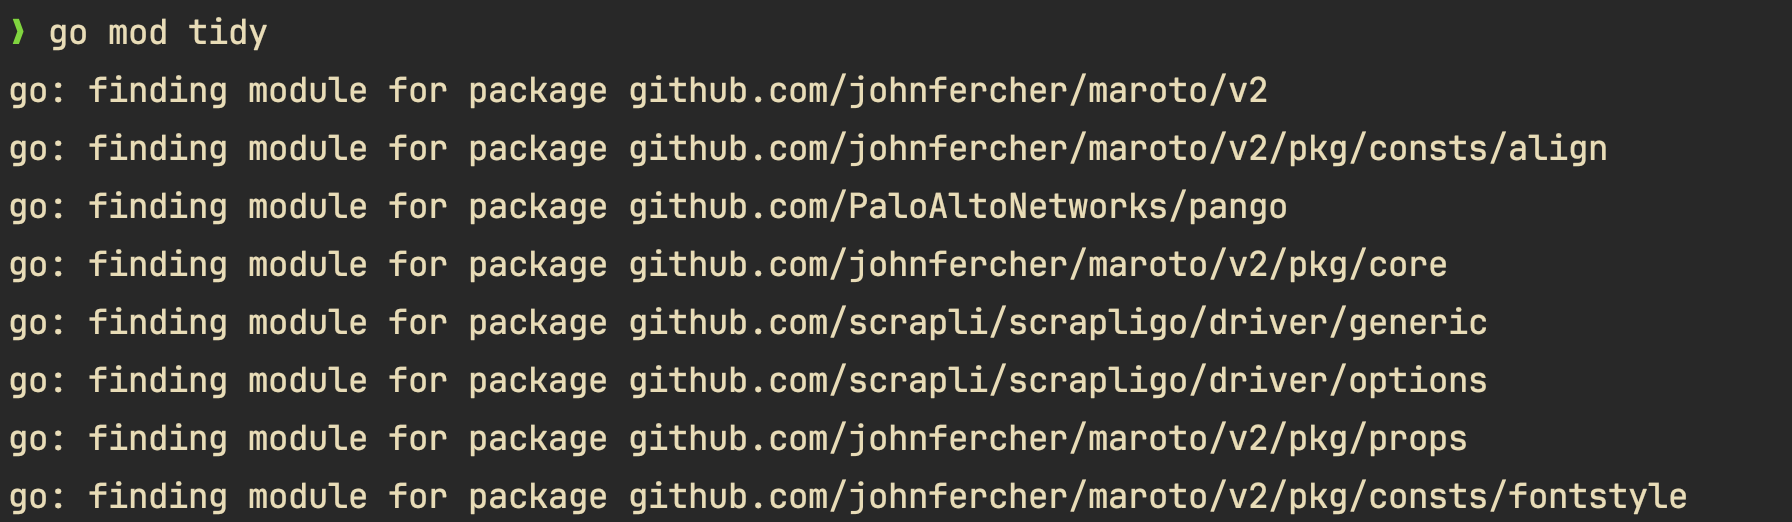 ❯ go mod tidy
go: finding module for package github.com/johnfercher/maroto/v2
go: finding module for package github.com/johnfercher/maroto/v2/pkg/consts/align
go: finding module for package github.com/PaloAltoNetworks/pango
go: finding module for package github.com/johnfercher/maroto/v2/pkg/core
go: finding module for package github.com/scrapli/scrapligo/driver/generic
go: finding module for package github.com/scrapli/scrapligo/driver/options
go: finding module for package github.com/johnfercher/maroto/v2/pkg/props
go: finding module for package github.com/johnfercher/maroto/v2/pkg/consts/fontstyle